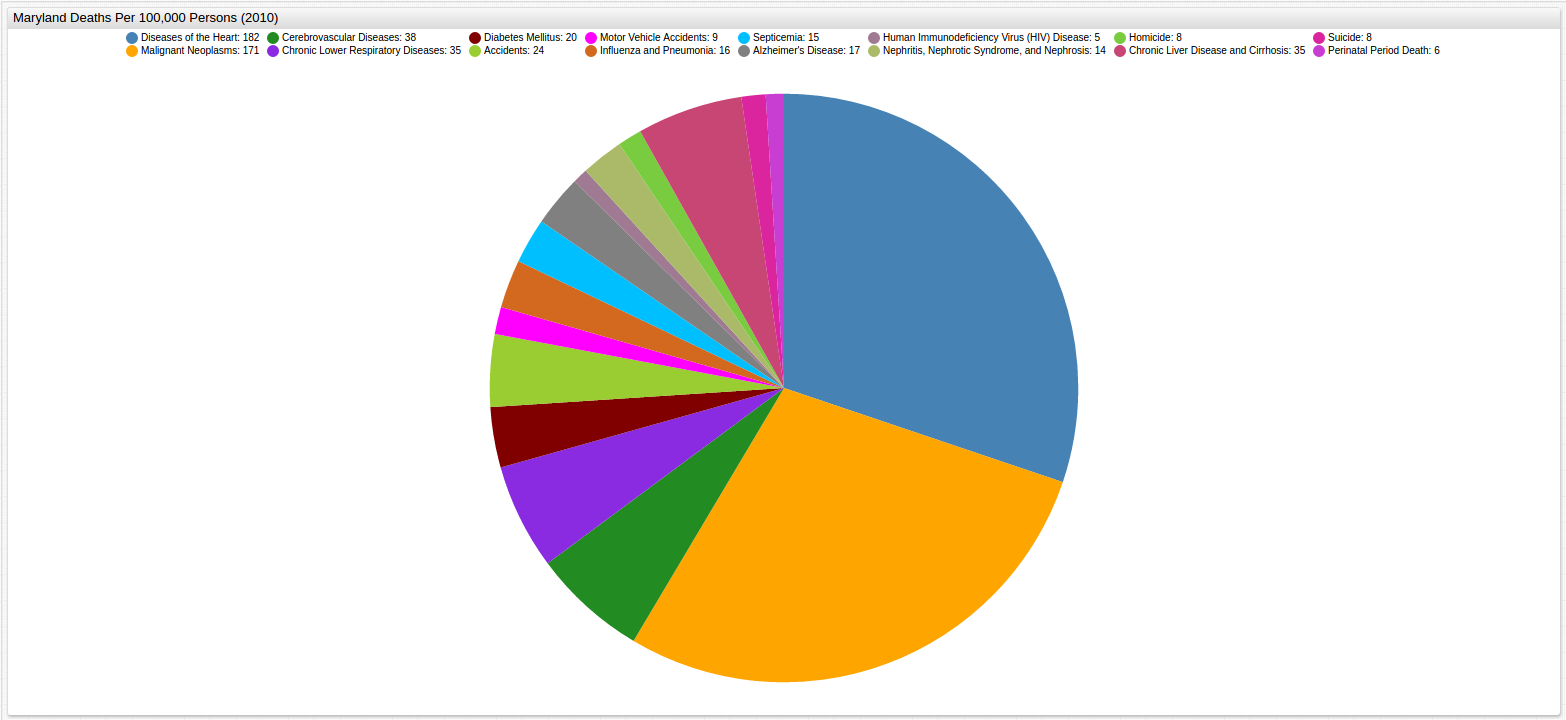 Maryland Deaths Per 100,000 Persons (2010)
Diseases of the Heart: 182 Cerebrovascular Diseases: 38 Diabetes Mellitus: 20 Motor Vehicle Accidents: 9 Septicemia: 15 Human Immunodeficiency Virus (HIV) Disease: 5 Homicide: 8 Suicide: 8
Malignant Neoplasms: 171 Chronic Lower Respiratory Diseases: 35 Accidents: 24 Influenza and Pneumonia: 16 Alzheimer's Disease: 17 Nephritis, Nephrotic Syndrome, and Nephrosis: 14 Chronic Liver Disease and Cirrhosis: 35 Perinatal Period Death: 6